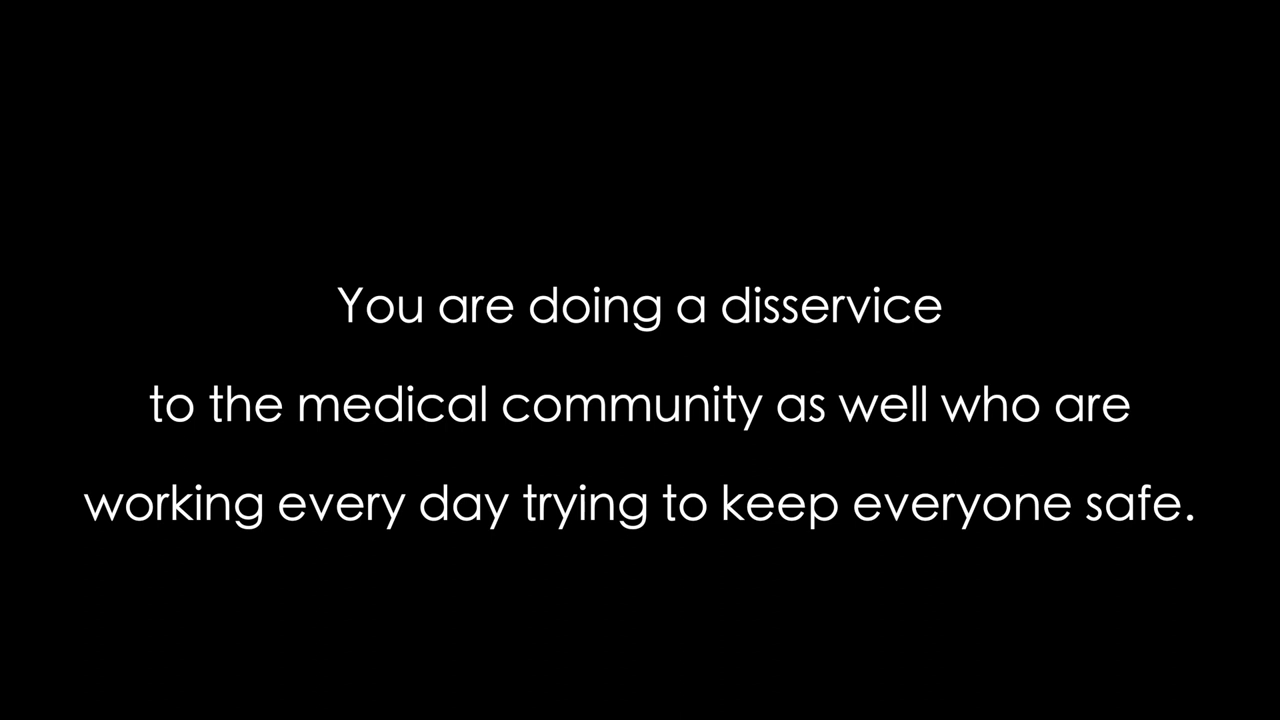 You are doing a disservice
to the medical community as well who are
working every day trying to keep everyone safe.